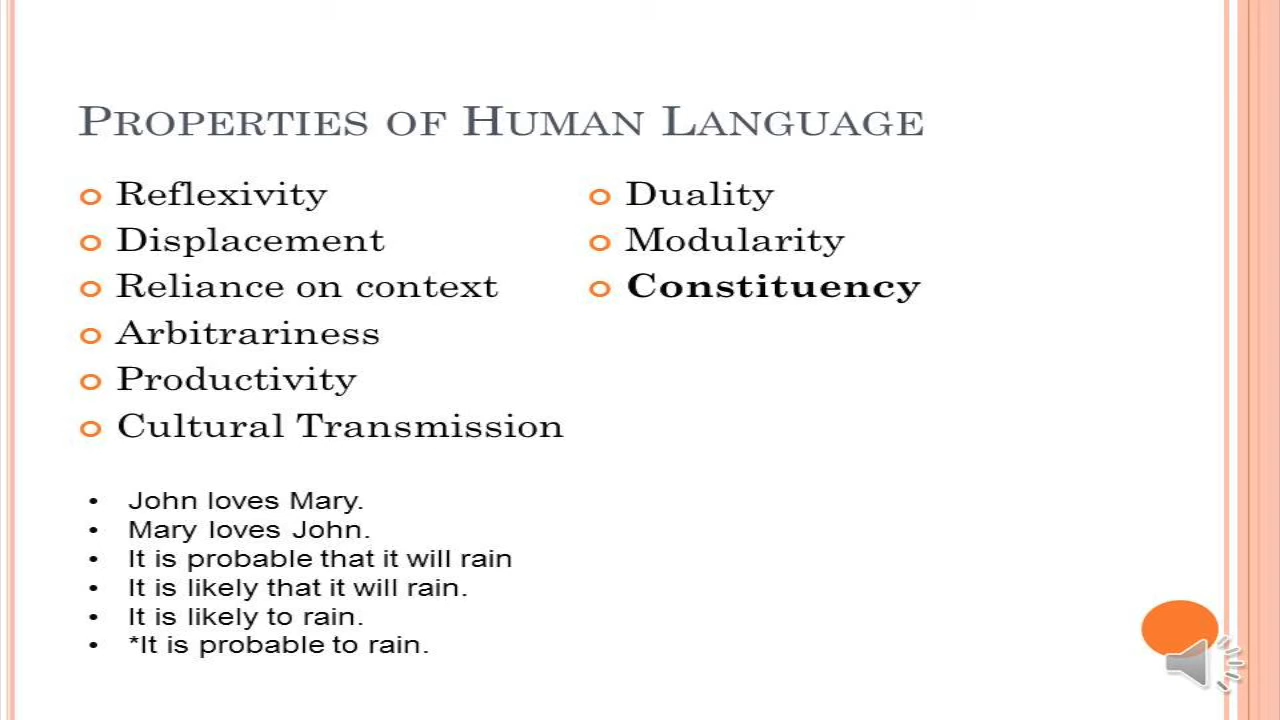 Properties of Human Language
Reflexivity
Displacement
Reliance on context
Arbitrariness
Productivity
Cultural Transmission
Duality
Modularity
Constituency
• John loves Mary.
• Mary loves John.
• It is probable that it will rain
• It is likely that it will rain.
• It is likely to rain.
• *It is probable to rain.